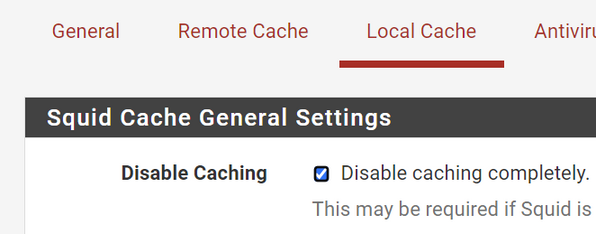 General Remote Cache Local Cache
Squid Cache General Settings
Disable Caching Disable caching completely.
This may be required if Squid is